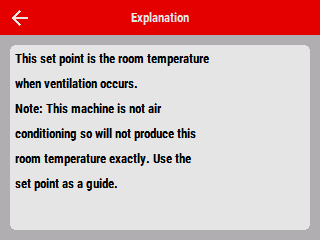 Explanation
This set point is the room temperature
when ventilation occurs.
Note: This machine is not air
conditioning so will not produce this
room temperature exactly. Use the
set point as a guide.